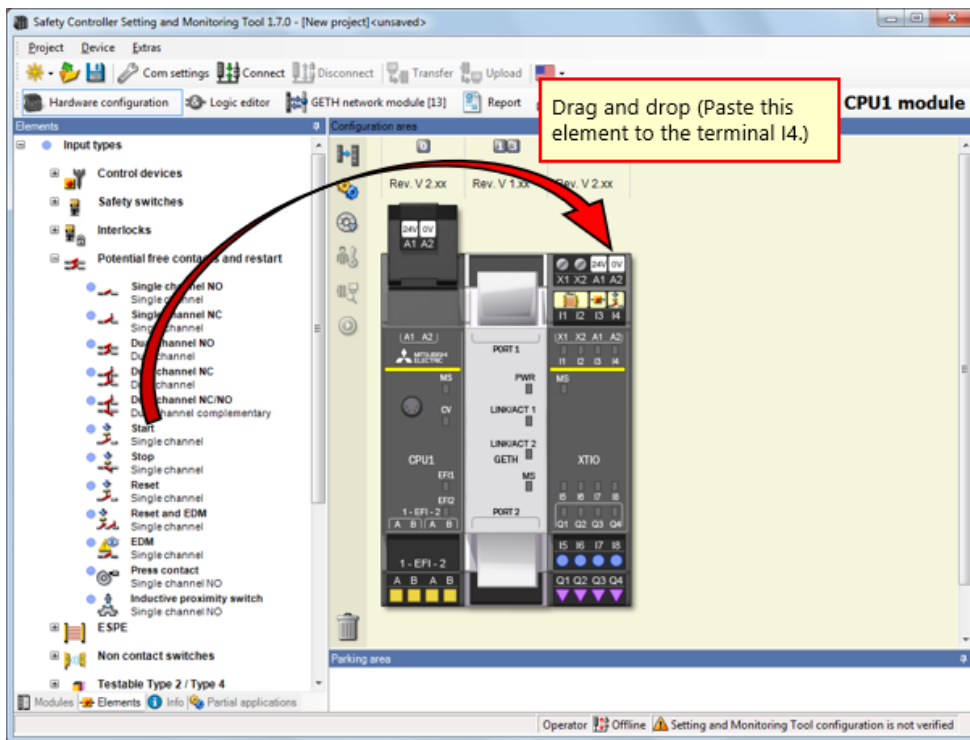 Safety Controller Setting and Monitoring Tool 1.7.0 - [New project]<unsaved>
Project Device Extras
Com settings Connect Disconnect Transfer Upload
Hardware configuration Logic editor GETH network module [13] Report CPU1 module
Drag and drop (Paste this
element to the terminal I4.)
Elements
Input types
Control devices
Safety switches
Interlocks
Potential free contacts and restart
Single channel NO
Single channel
Single channel NC
Single channel
Dual channel NO
Dual channel
Dual channel NC
Dual channel
Dual channel NC/NO
Dual channel complementary
Start
Single channel
Stop
Single channel
Reset
Single channel
Reset and EDM
Single channel
EDM
Single channel
Press contact
Single channel NO
Inductive proximity switch
Single channel NO
ESPE
Non contact switches
Testable Type 2 / Type 4
Modules Elements Info Partial applications
Configuration area
0 13
Rev. V 2.xx Rev. V 1.xx Rev. V 2.xx
24V 0V
A1 A2
(A1 A2)
MITSUBISHI
ELECTRIC
MS
CV
CPU1
EFI1
EFI2
1 - EFI - 2
A B A B
1 - EFI - 2
A B A B
PORT 1
PWR
LINK/ACT 1
LINK/ACT 2
GETH
MS
PORT 2
24V 0V
X1 X2 A1 A2
I1 I2 I3 I4
(X1 X2 A1 A2)
I1 I2 I3 I4
MS
XTIO
I5 I6 I7 I8
Q1 Q2 Q3 Q4
I5 I6 I7 I8
Q1 Q2 Q3 Q4
Parking area
Operator Offline Setting and Monitoring Tool configuration is not verified